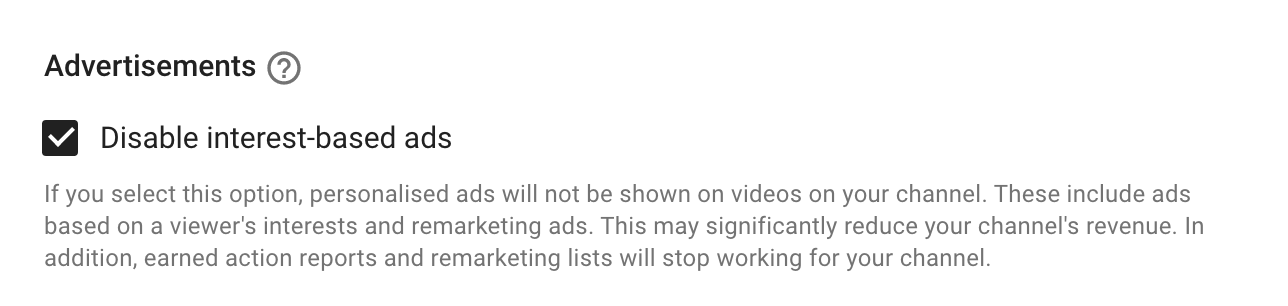 Advertisements ?
Disable interest-based ads
If you select this option, personalised ads will not be shown on videos on your channel. These include ads
based on a viewer's interests and remarketing ads. This may significantly reduce your channel's revenue. In
addition, earned action reports and remarketing lists will stop working for your channel.